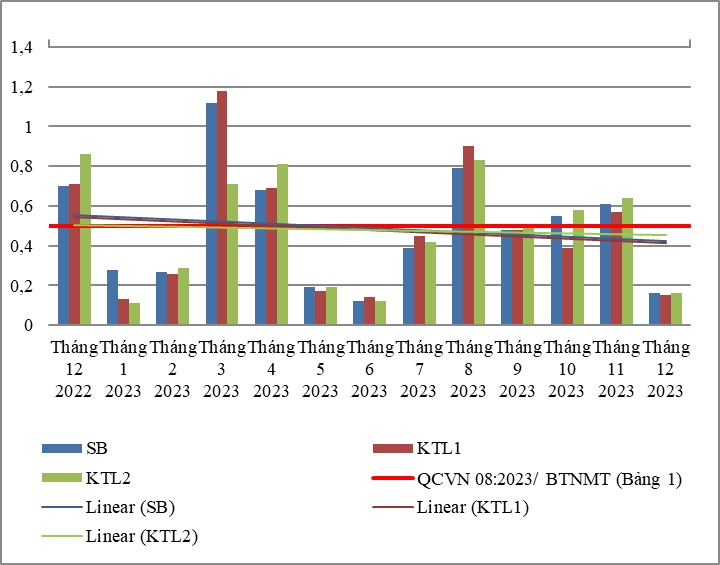 1,4
1,2
1
0,8
0,6
0,4
0,2
0
Tháng Tháng Tháng Tháng Tháng Tháng Tháng Tháng Tháng Tháng Tháng Tháng Tháng
12 1 2 3 4 5 6 7 8 9 10 11 12
2022 2023 2023 2023 2023 2023 2023 2023 2023 2023 2023 2023 2023
SB KTL1
KTL2 QCVN 08:2023/ BTNMT (Bảng 1)
Linear (SB) Linear (KTL1)
Linear (KTL2)